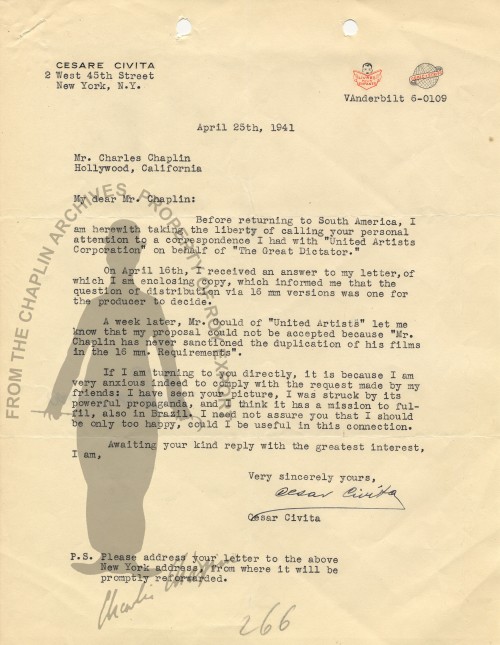 CESARE CIVITA
2 West 45th Street
New York, N.Y.
VAnderbilt 6-0109
April 25th, 1941
Mr. Charles Chaplin
Hollywood, California
My dear Mr. Chaplin:
Before returning to South America, I
am herewith taking the liberty of calling your personal
attention to a correspondence I had with "United Artists
Corporation" on behalf of "The Great Dictator."
On April 16th, I received an answer to my letter, of
which I am enclosing copy, which informed me that the
question of distribution via 16 mm versions was one for
the producer to decide.
A week later, Mr. Gould of "United Artists" let me
know that my proposal could not be accepted because "Mr.
Chaplin has never sanctioned the duplication of his films
in the 16 mm. Requirements".
If I am turning to you directly, it is because I am
very anxious indeed to comply with the request made by my
friends: I have seen your picture, I was struck by its
powerful propaganda, and I think it has a mission to ful-
fil, also in Brazil. I need not assure you that I should
be only too happy, could I be useful in this connection.
Awaiting your kind reply with the greatest interest,
I am,
Very sincerely yours,
Cesar Civita
Cesar Civita
P.S. Please address your letter to the above
New York address, from where it will be
promptly reforwarded.
Charlie Chaplin
266
FROM THE CHAPLIN ARCHIVES. PROPERTY OF ROY EXPORT